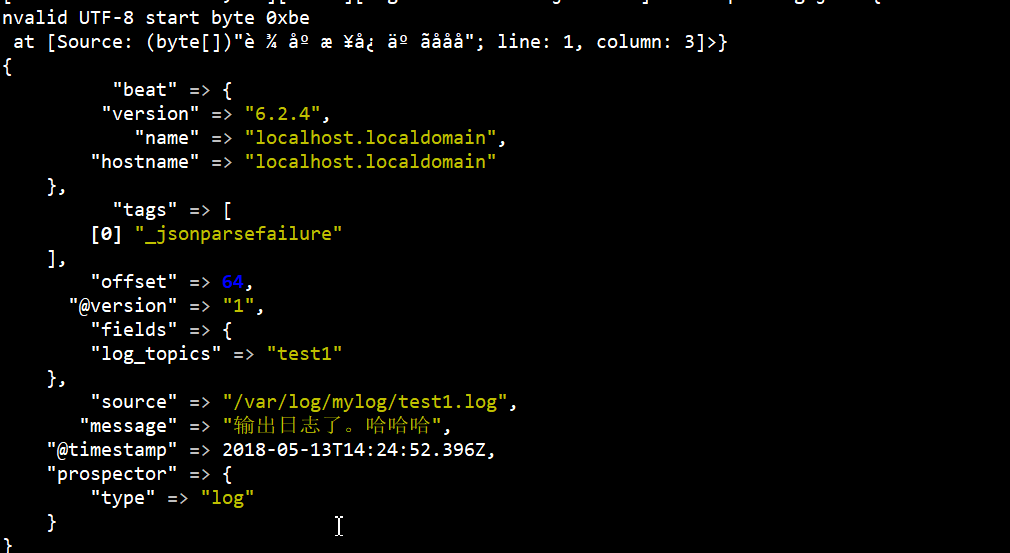 nvalid UTF-8 start byte 0xbe
at [Source: (byte[])"è ¾ åº æ ¥å¿ äº ãååå"; line: 1, column: 3]>}
{
"beat" => {
"version" => "6.2.4",
"name" => "localhost.localdomain",
"hostname" => "localhost.localdomain"
},
"tags" => [
[0] "_jsonparsefailure"
],
"offset" => 64,
"@version" => "1",
"fields" => {
"log_topics" => "test1"
},
"source" => "/var/log/mylog/test1.log",
"message" => "输出日志了。哈哈哈",
"@timestamp" => 2018-05-13T14:24:52.396Z,
"prospector" => {
"type" => "log"
}
}